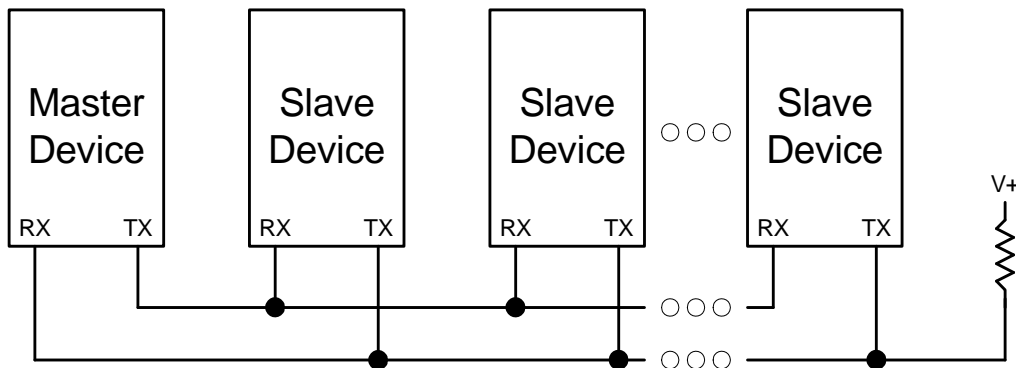 Master
Device
Slave
Device
Slave
Device
Slave
Device
V+
RX TX
RX TX
RX TX
RX TX